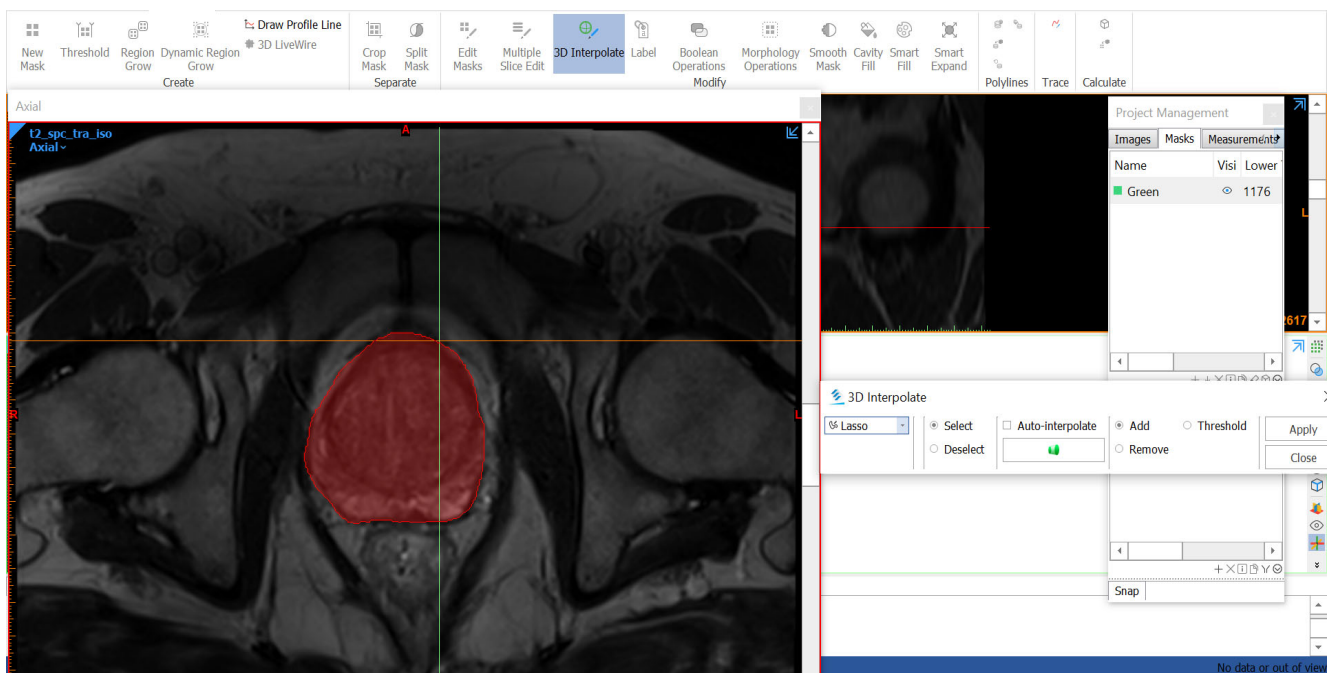 New Mask
Threshold
Region Grow
Dynamic Region Grow
Draw Profile Line
3D LiveWire
Create
Crop Mask
Split Mask
Separate
Edit Masks
Multiple Slice Edit
3D Interpolate
Label
Boolean Operations
Morphology Operations
Smooth Mask
Cavity Fill
Smart Fill
Smart Expand
Modify
Polylines
Trace
Calculate
Axial
t2_spc_tra_iso
Axial
A
R
L
L
2617
Project Management
Images
Masks
Measurements
Name
Visi
Lower
Green
1176
3D Interpolate
Lasso
Select
Deselect
Auto-interpolate
Add
Remove
Threshold
Apply
Close
Snap
No data or out of view